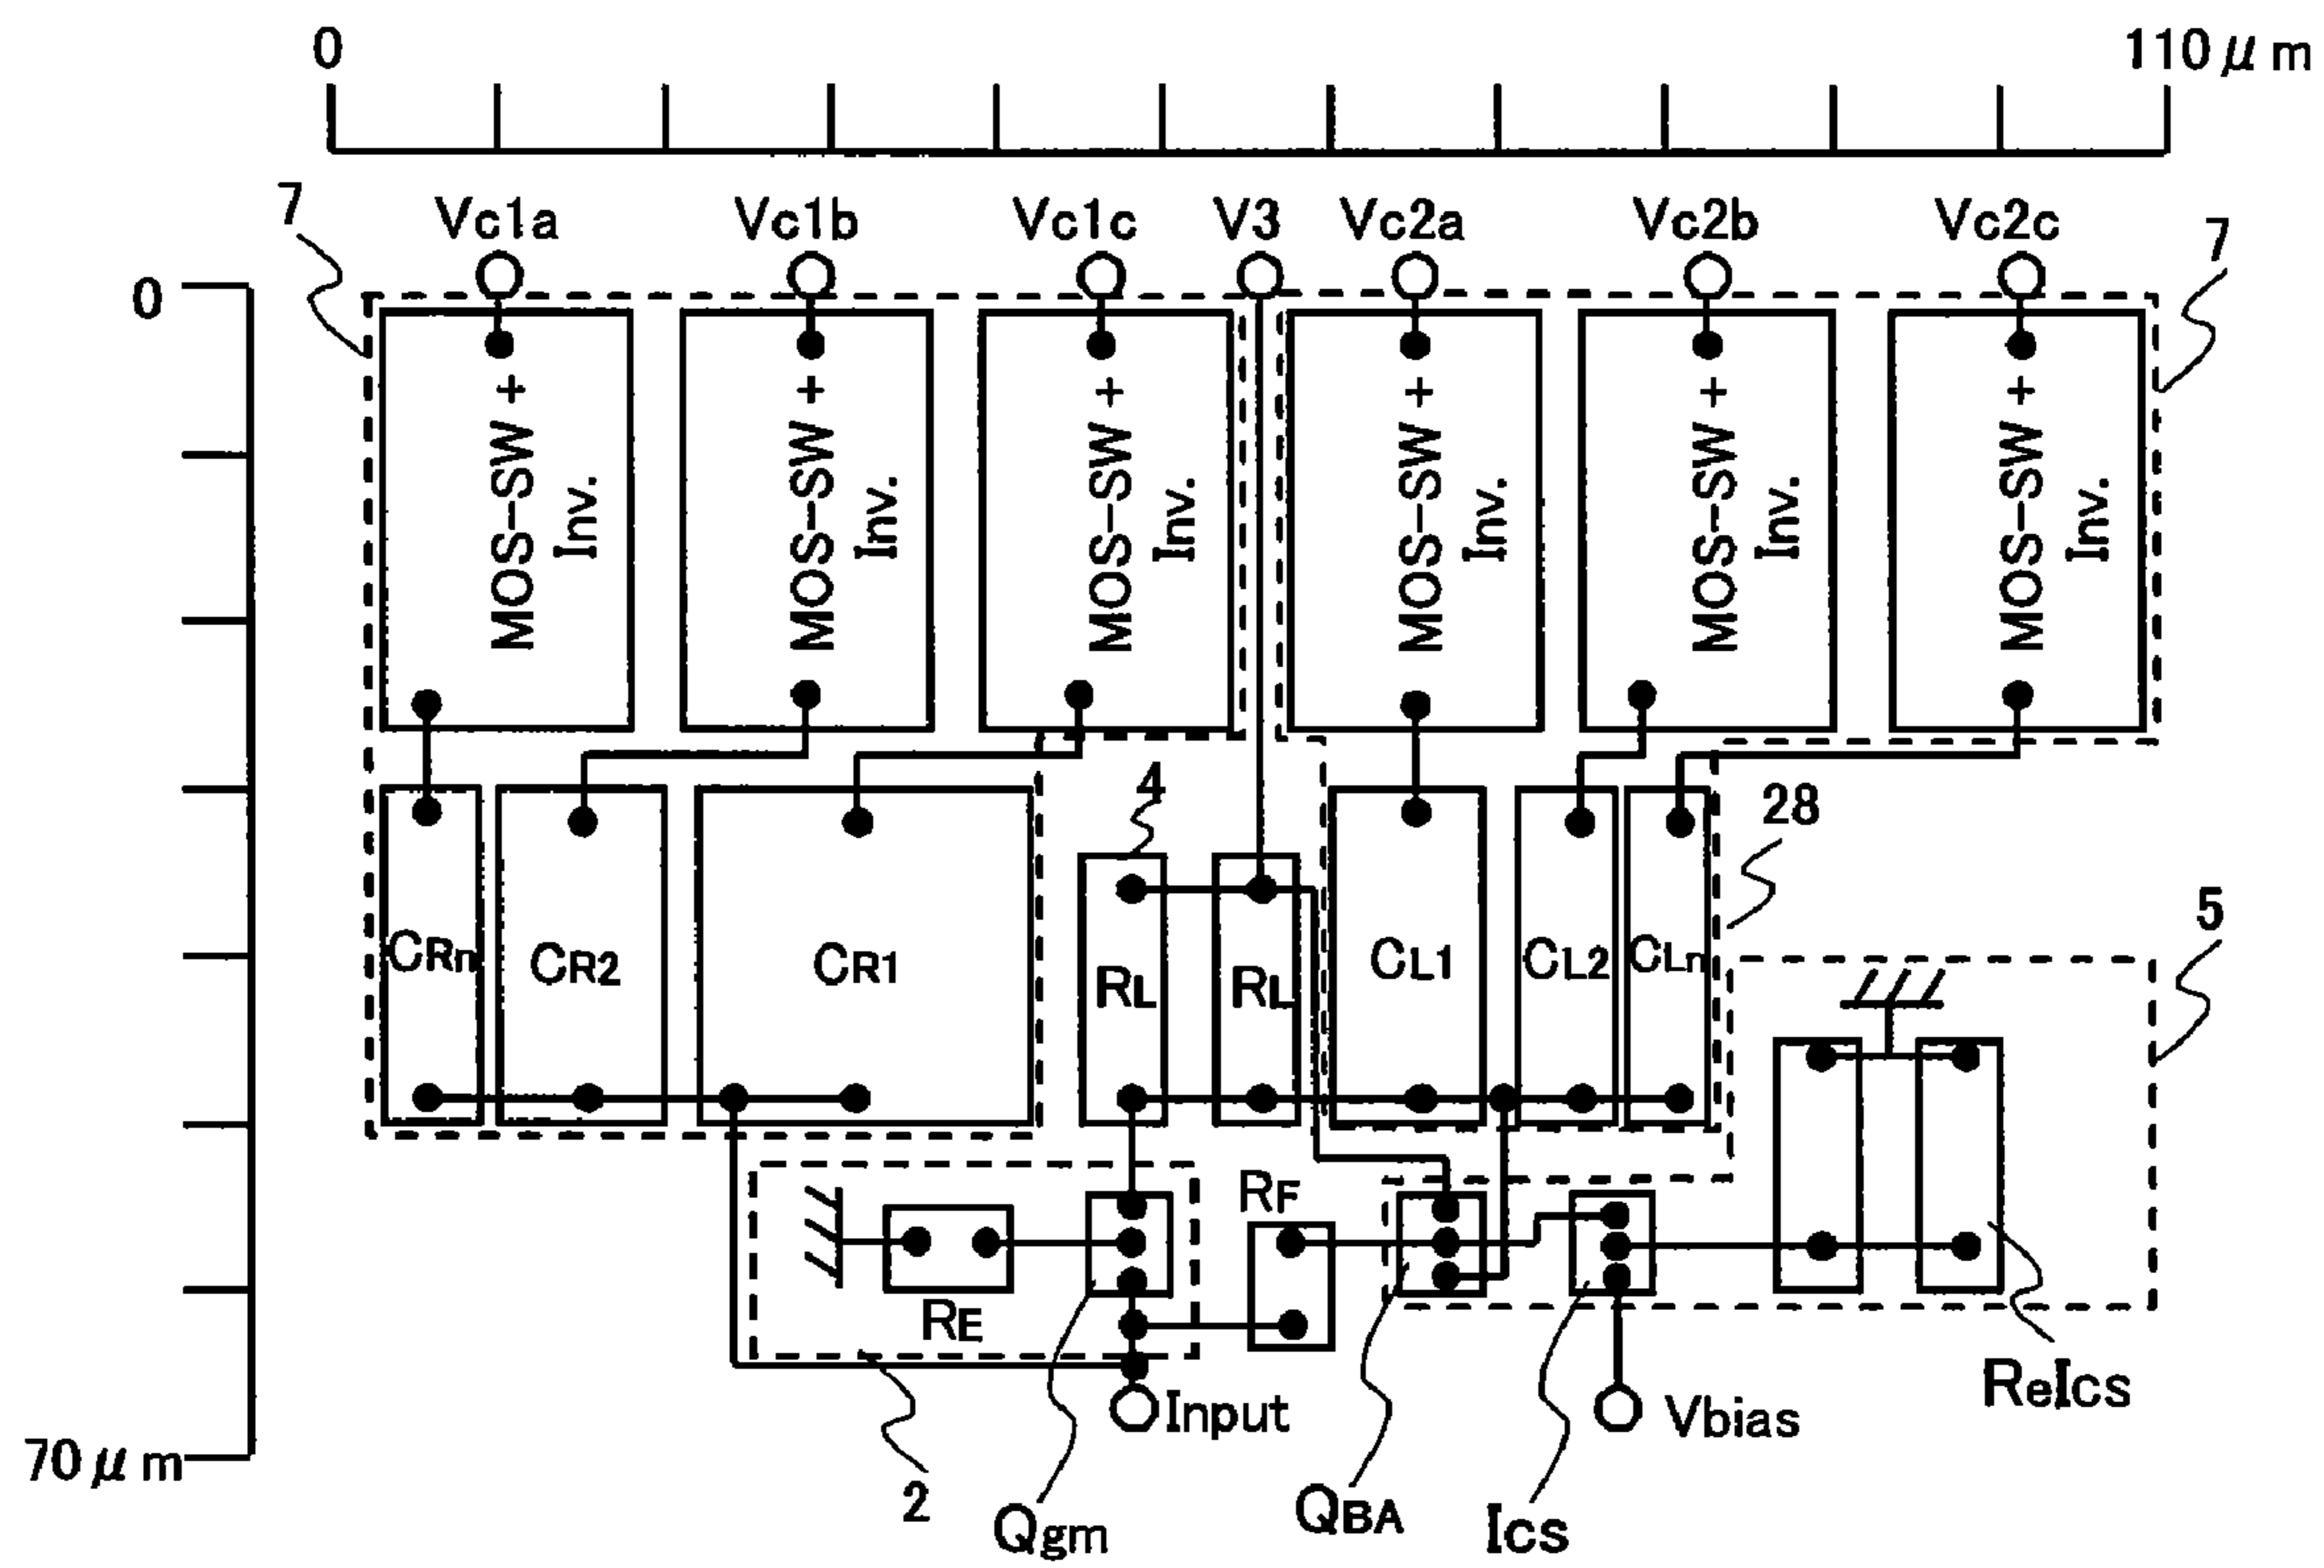 0 110μm
7 Vc1a Vc1b Vc1c V3 Vc2a Vc2b Vc2c 7
0
MOS-SW +
Inv.
MOS-SW +
Inv.
MOS-SW +
Inv.
MOS-SW +
Inv.
MOS-SW +
Inv.
MOS-SW +
Inv.
4 28
5
CRn CR2 CR1 RL RL CL1 CL2 CLn
RF
RE
Input Vbias ReIcs
70μm
2 Qgm QBA Ics